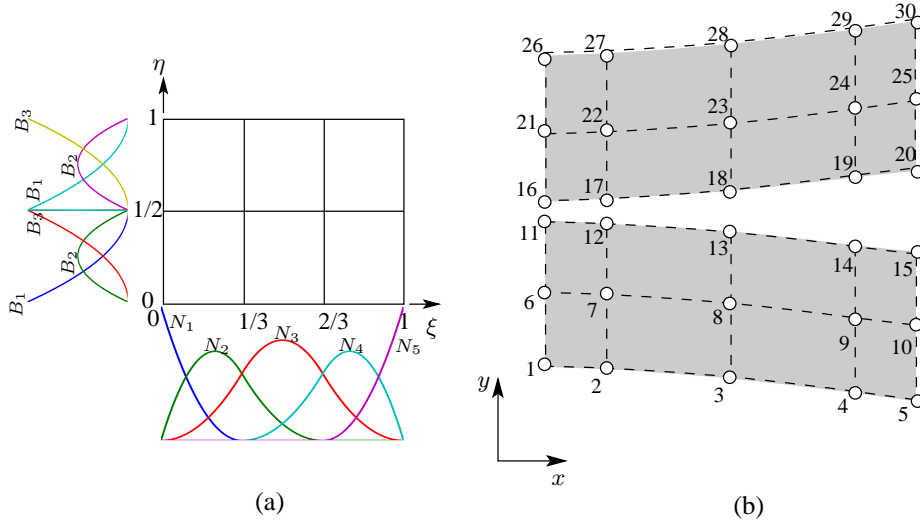 η
1
1/2
0
B3
B2
B1
B3
B2
B1
0 1/3 2/3 1 ξ
N1 N2 N3 N4 N5
(a)
26 27 28 29 30
21 22 23 24 25
16 17 18 19 20
11 12 13 14 15
6 7 8 9 10
1 2 3 4 5
y
x
(b)